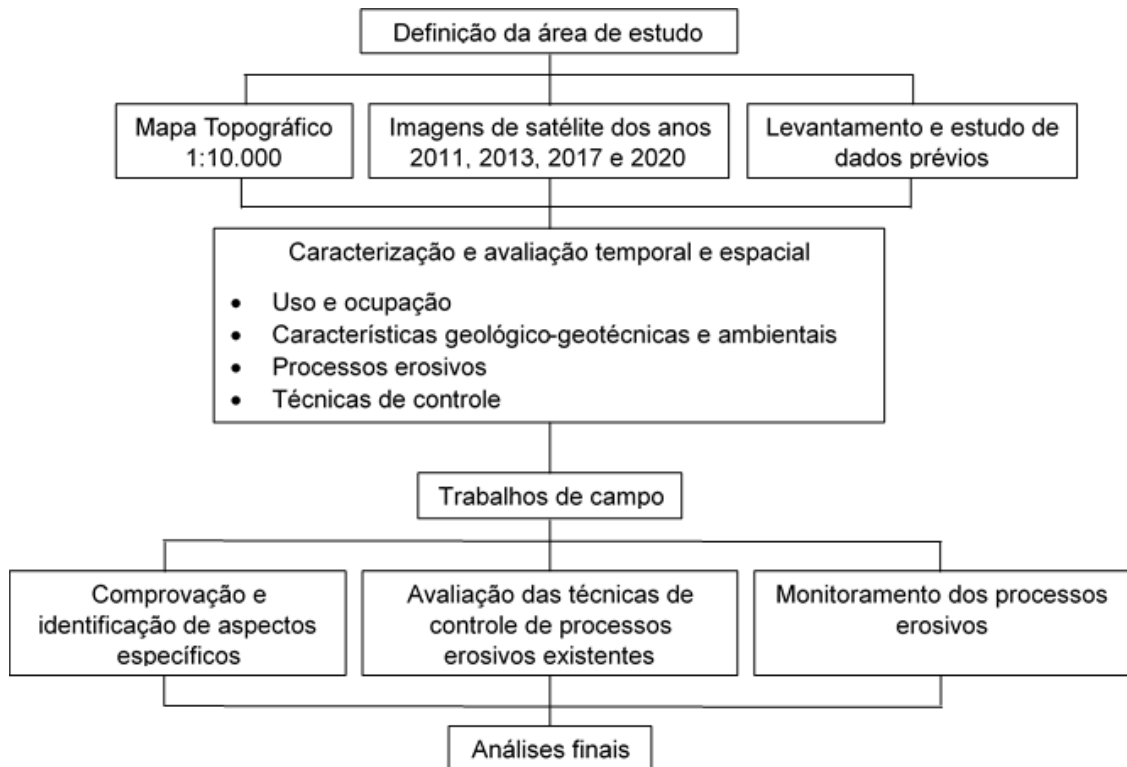 Definição da área de estudo
Mapa Topográfico
1:10.000
Imagens de satélite dos anos
2011, 2013, 2017 e 2020
Levantamento e estudo de
dados prévios
Caracterização e avaliação temporal e espacial
• Uso e ocupação
• Características geológico-geotécnicas e ambientais
• Processos erosivos
• Técnicas de controle
Trabalhos de campo
Comprovação e
identificação de aspectos
específicos
Avaliação das técnicas de
controle de processos
erosivos existentes
Monitoramento dos processos
erosivos
Análises finais